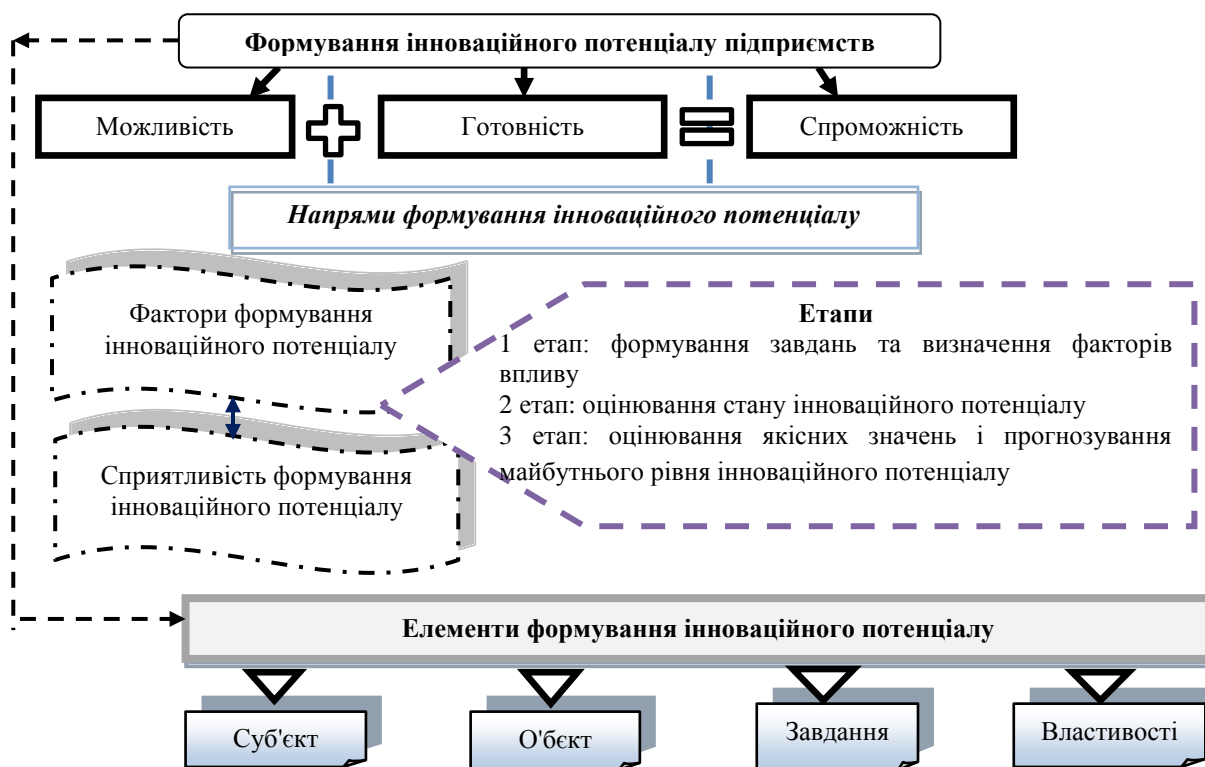 Формування інноваційного потенціалу підприємств
Можливість
Готовність
Спроможність
Напрями формування інноваційного потенціалу
Фактори формування
інноваційного потенціалу
Етапи
1 етап: формування завдань та визначення факторів
впливу
2 етап: оцінювання стану інноваційного потенціалу
3 етап: оцінювання якісних значень і прогнозування
майбутнього рівня інноваційного потенціалу
Сприятливість формування
інноваційного потенціалу
Елементи формування інноваційного потенціалу
Суб'єкт
О'бєкт
Завдання
Властивості